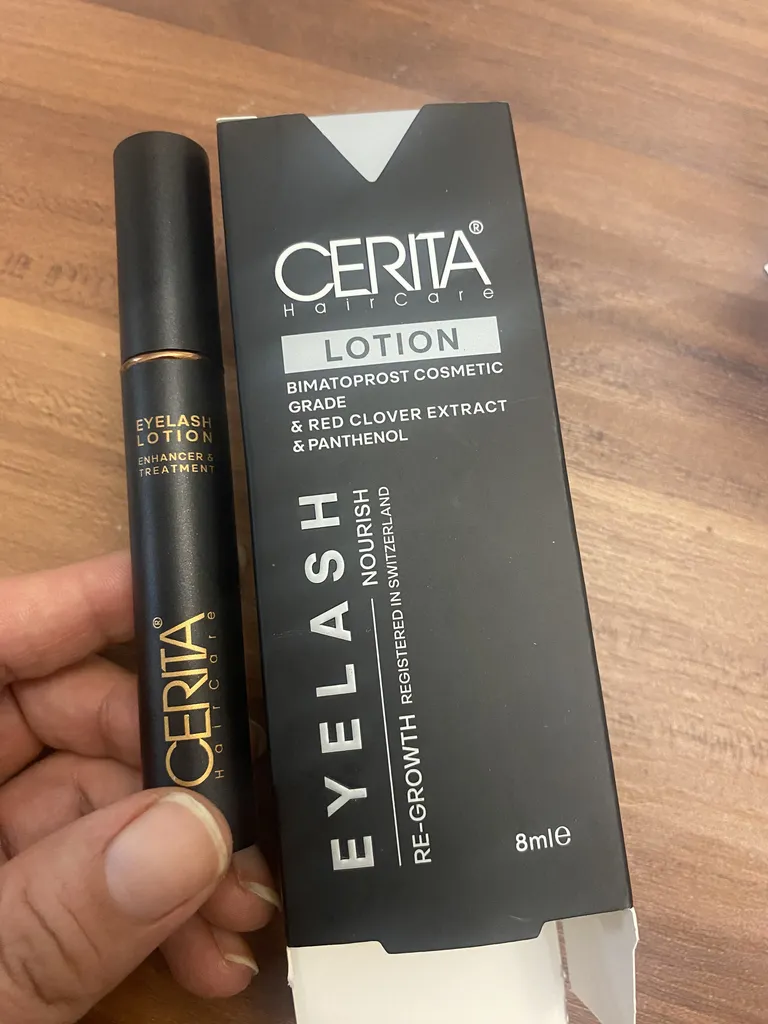 EYELASH
LOTION
ENHANCER &
TREATMENT
CERITA®
HairCare
CERITA®
HairCare
LOTION
BIMATOPROST COSMETIC
GRADE
& RED CLOVER EXTRACT
& PANTHENOL
EYELASH
RE-GROWTH NOURISH
REGISTERED IN SWITZERLAND
8ml℮